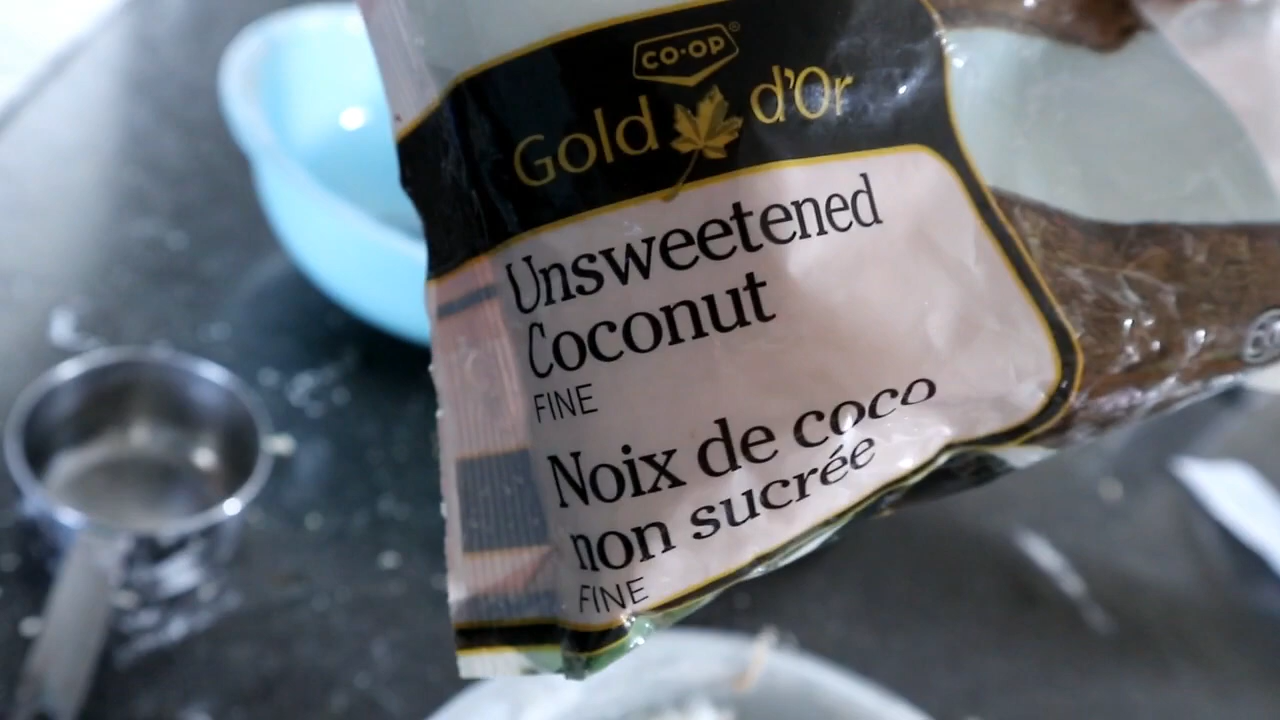 CO-OP®
Gold d'Or
Unsweetened
Coconut
FINE
Noix de coco
non sucrée
FINE